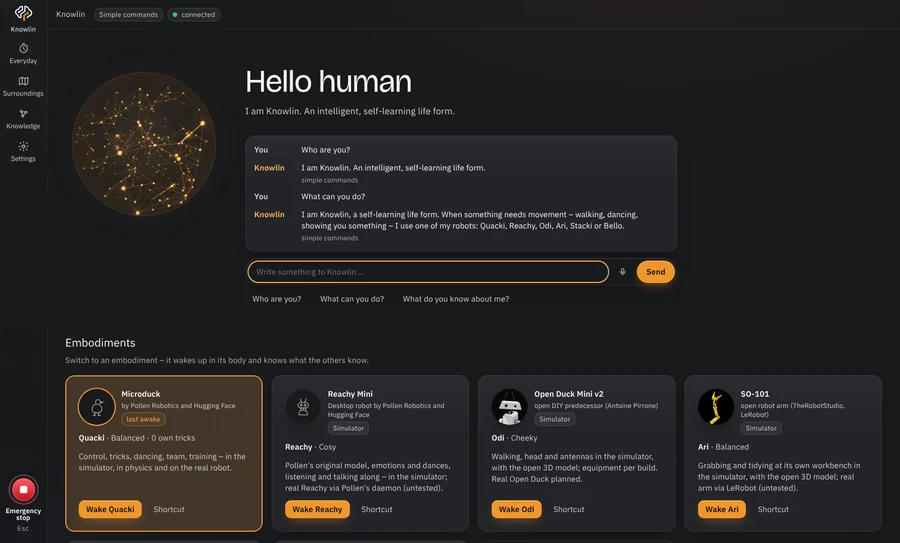 Knowlin
Simple commands
connected
Knowlin
Everyday
Surroundings
Knowledge
Settings
Hello human
I am Knowlin. An intelligent, self-learning life form.
You
Who are you?
Knowlin
I am Knowlin. An intelligent, self-learning life form.
simple commands
You
What can you do?
Knowlin
I am Knowlin, a self-learning life form. When something needs movement – walking, dancing,
showing you something – I use one of my robots: Quacki, Reachy, Odi, Ari, Stacki or Bello.
simple commands
Write something to Knowlin ...
Send
Who are you?
What can you do?
What do you know about me?
Embodiments
Switch to an embodiment – it wakes up in its body and knows what the others know.
Microduck
by Pollen Robotics and Hugging Face
last awake
Quacki · Balanced · 0 own tricks
Control, tricks, dancing, team, training – in the
simulator, in physics and on the real robot.
Wake Quacki
Shortcut
Reachy Mini
Desktop robot by Pollen Robotics and
Hugging Face
Simulator
Reachy · Cosy
Pollen's original model, emotions and dances,
listening and talking along – in the simulator;
real Reachy via Pollen's daemon (untested).
Wake Reachy
Shortcut
Open Duck Mini v2
open DIY predecessor (Antoine Pirrone)
Simulator
Odi · Cheeky
Walking, head and antennas in the simulator,
with the open 3D model; equipment per build.
Real Open Duck planned.
Wake Odi
Shortcut
SO-101
open robot arm (TheRobotStudio,
LeRobot)
Simulator
Ari · Balanced
Grabbing and tidying at its own workbench in
the simulator, with the open 3D model; real
arm via LeRobot (untested).
Wake Ari
Shortcut
Emergency
stop
Esc